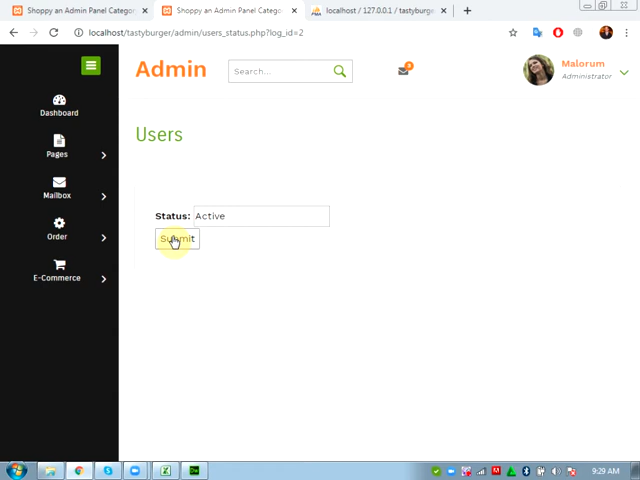 Shoppy an Admin Panel Categor
Shoppy an Admin Panel Catego
localhost / 127.0.0.1 / tastyburger
localhost/tastyburger/admin/users_status.php?log_id=2
Admin
Search...
Malorum
Administrator
Dashboard
Pages
Mailbox
Order
E-Commerce
Users
Status: Active
Submit
9:29 AM